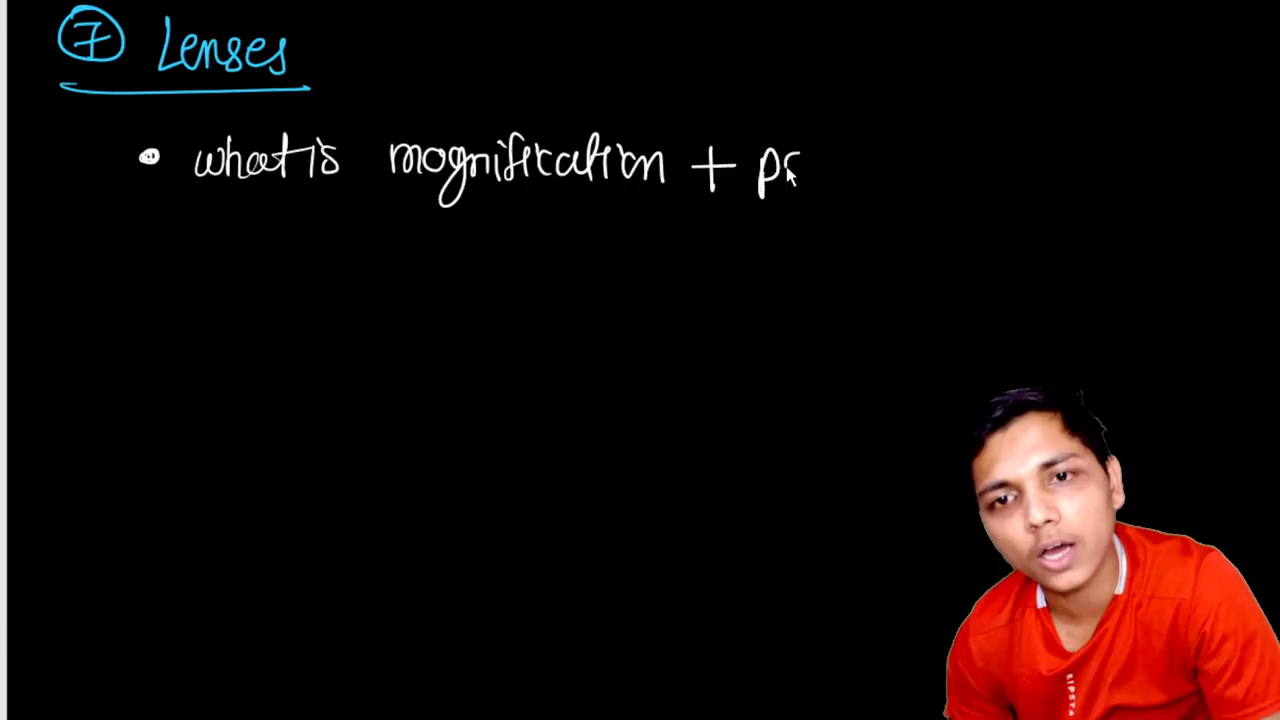 7 Lenses
• what is magnification + pr